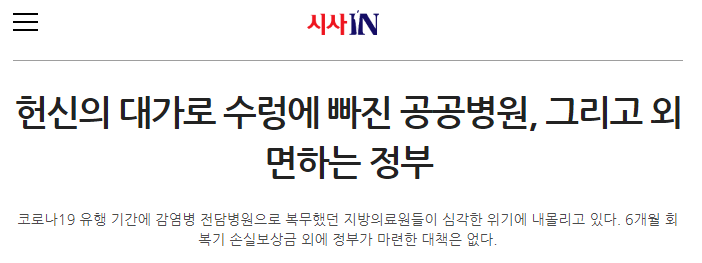 시사IN
헌신의 대가로 수렁에 빠진 공공병원, 그리고 외
면하는 정부
코로나19 유행 기간에 감염병 전담병원으로 복무했던 지방의료원들이 심각한 위기에 내몰리고 있다. 6개월 회
복기 손실보상금 외에 정부가 마련한 대책은 없다.